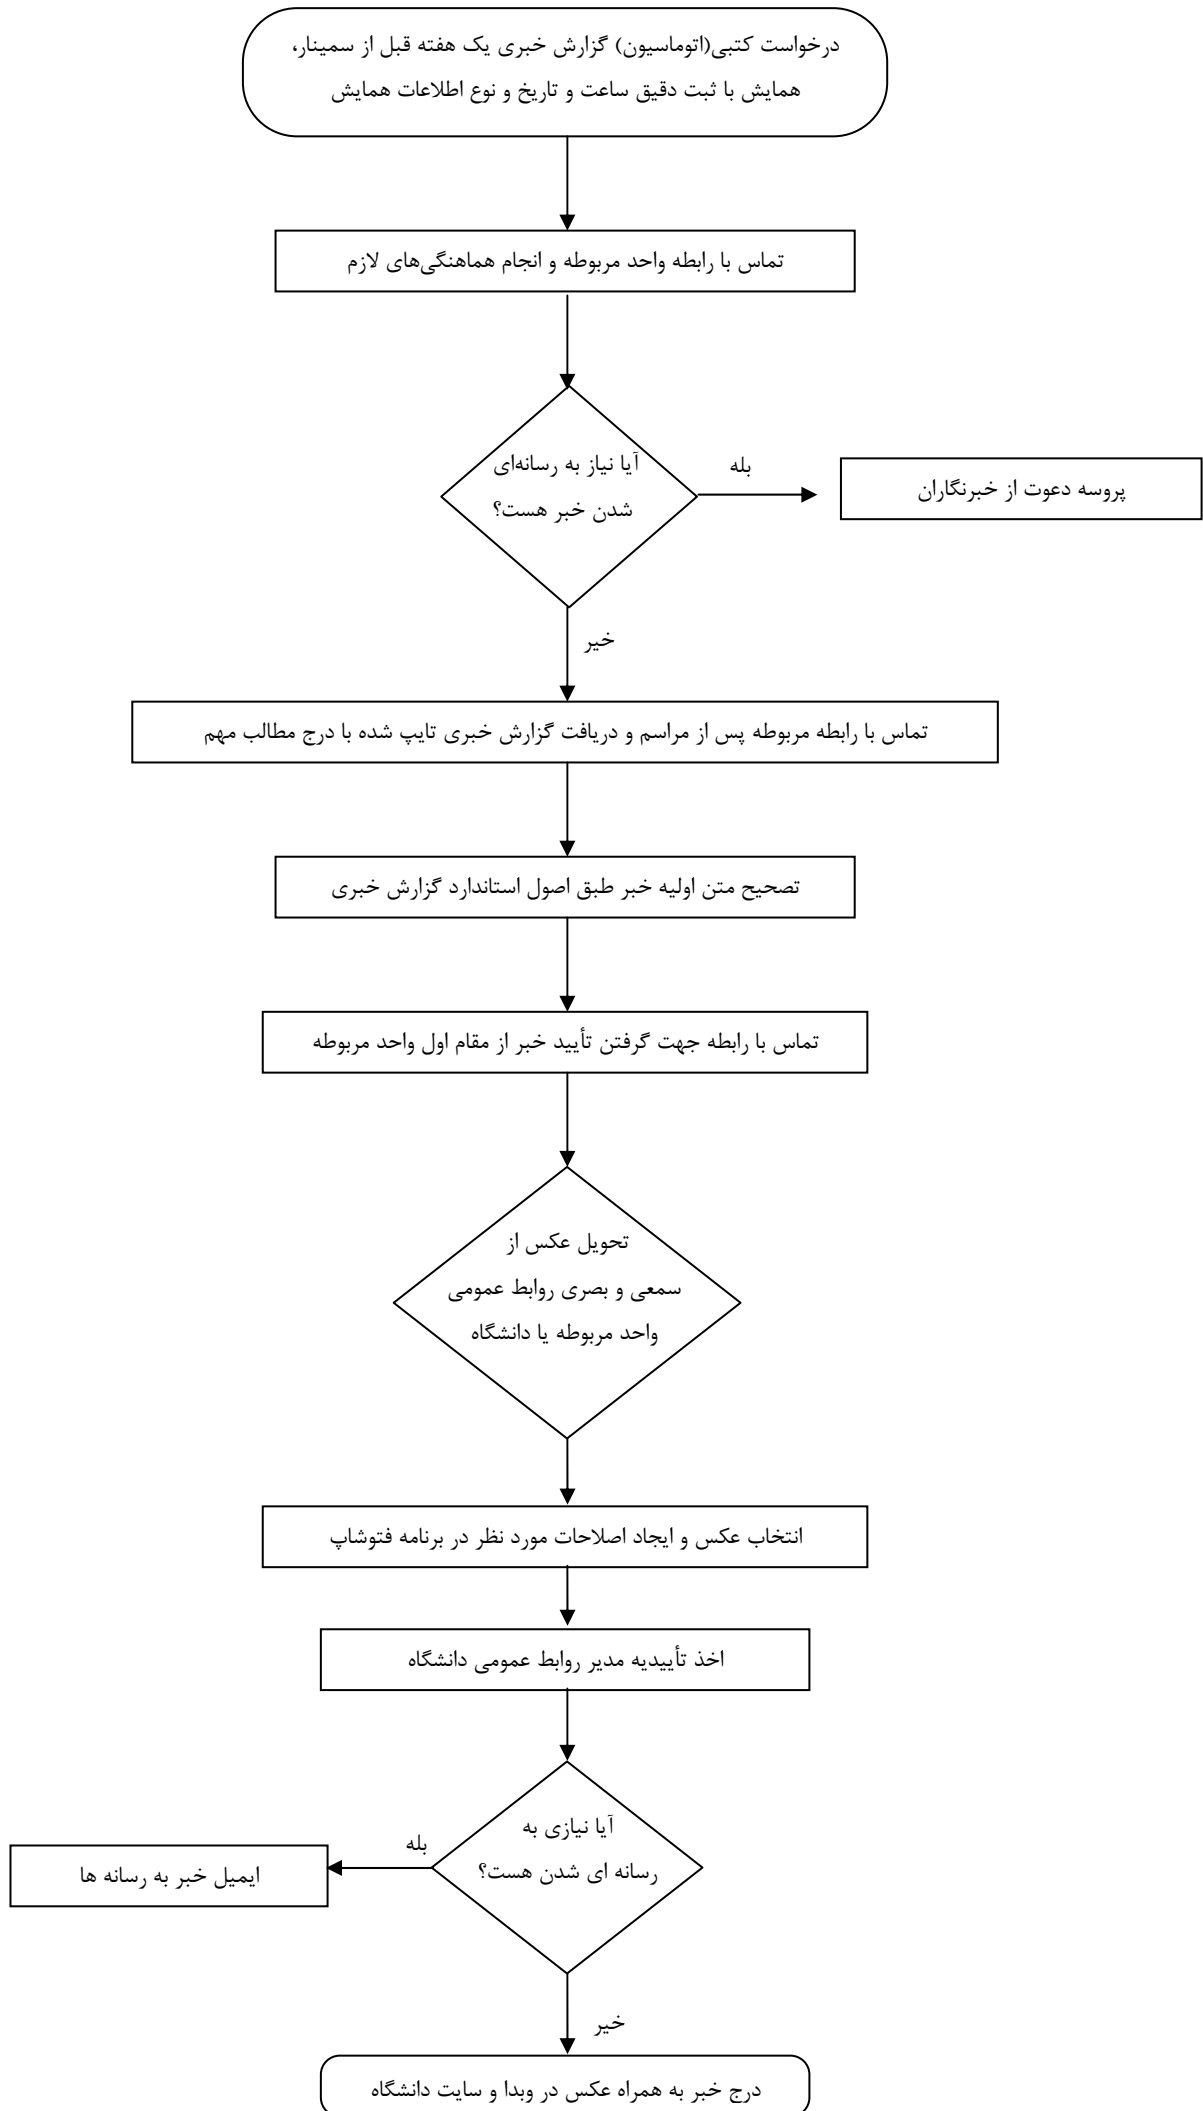 درخواست کتبی(اتوماسیون) گزارش خبری یک هفته قبل از سمینار،
همایش با ثبت دقیق ساعت و تاریخ و نوع اطلاعات همایش
تماس با رابطه واحد مربوطه و انجام هماهنگی‌های لازم
آیا نیاز به رسانه‌ای
شدن خبر هست؟
بله
پروسه دعوت از خبرنگاران
خیر
تماس با رابطه مربوطه پس از مراسم و دریافت گزارش خبری تایپ شده با درج مطالب مهم
تصحیح متن اولیه خبر طبق اصول استاندارد گزارش خبری
تماس با رابطه جهت گرفتن تأیید خبر از مقام اول واحد مربوطه
تحویل عکس از
سمعی و بصری روابط عمومی
واحد مربوطه یا دانشگاه
انتخاب عکس و ایجاد اصلاحات مورد نظر در برنامه فتوشاپ
اخذ تأییدیه مدیر روابط عمومی دانشگاه
آیا نیازی به
رسانه ای شدن هست؟
بله
ایمیل خبر به رسانه ها
خیر
درج خبر به همراه عکس در وبدا و سایت دانشگاه